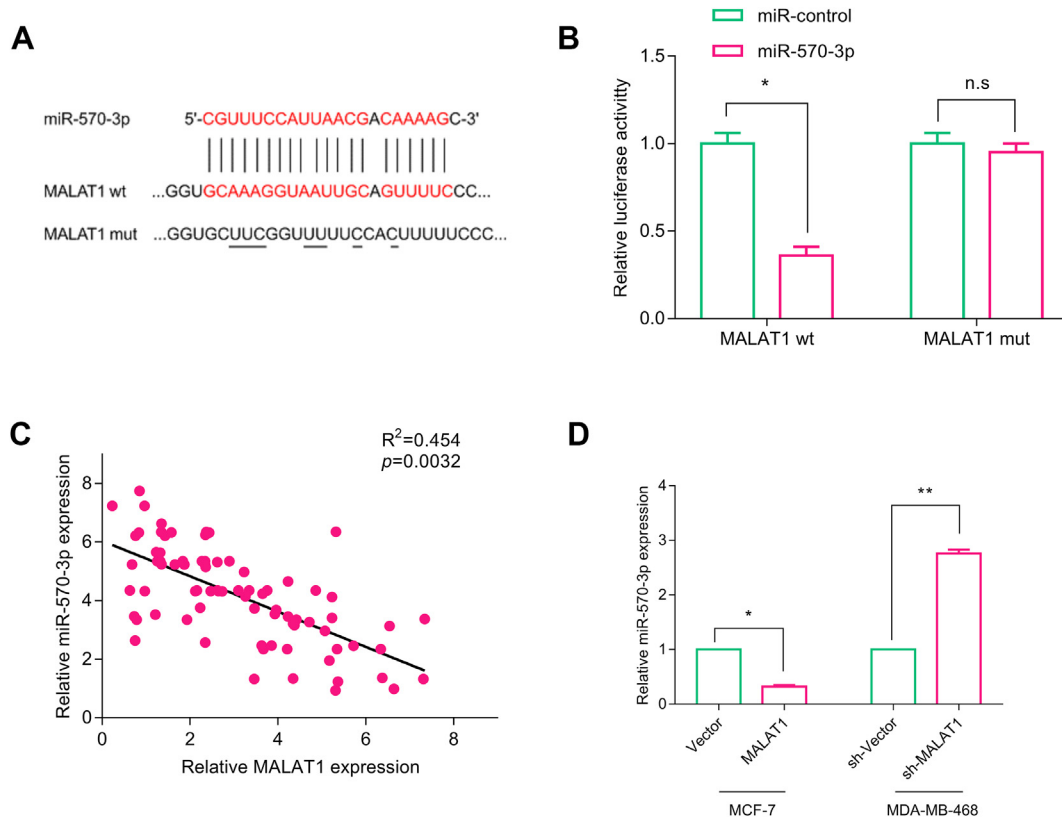 A
miR-570-3p 5'-CGUUUCCAUUAACGACAAAAGC-3'
MALAT1 wt ...GGUGCAAAGGUAAUUGCAGUUUUCCC...
MALAT1 mut ...GGUGCUUCGGUUUUUCCACUUUUUCCC...
B
miR-control
miR-570-3p
Relative luciferase activitty
1.5
1.0
0.5
0.0
*
n.s
MALAT1 wt
MALAT1 mut
C
R²=0.454
p=0.0032
Relative miR-570-3p expression
8
6
4
2
0
0 2 4 6 8
Relative MALAT1 expression
D
Relative miR-570-3p expression
4
3
2
1
0
*
**
Vector
MALAT1
sh-Vector
sh-MALAT1
MCF-7
MDA-MB-468